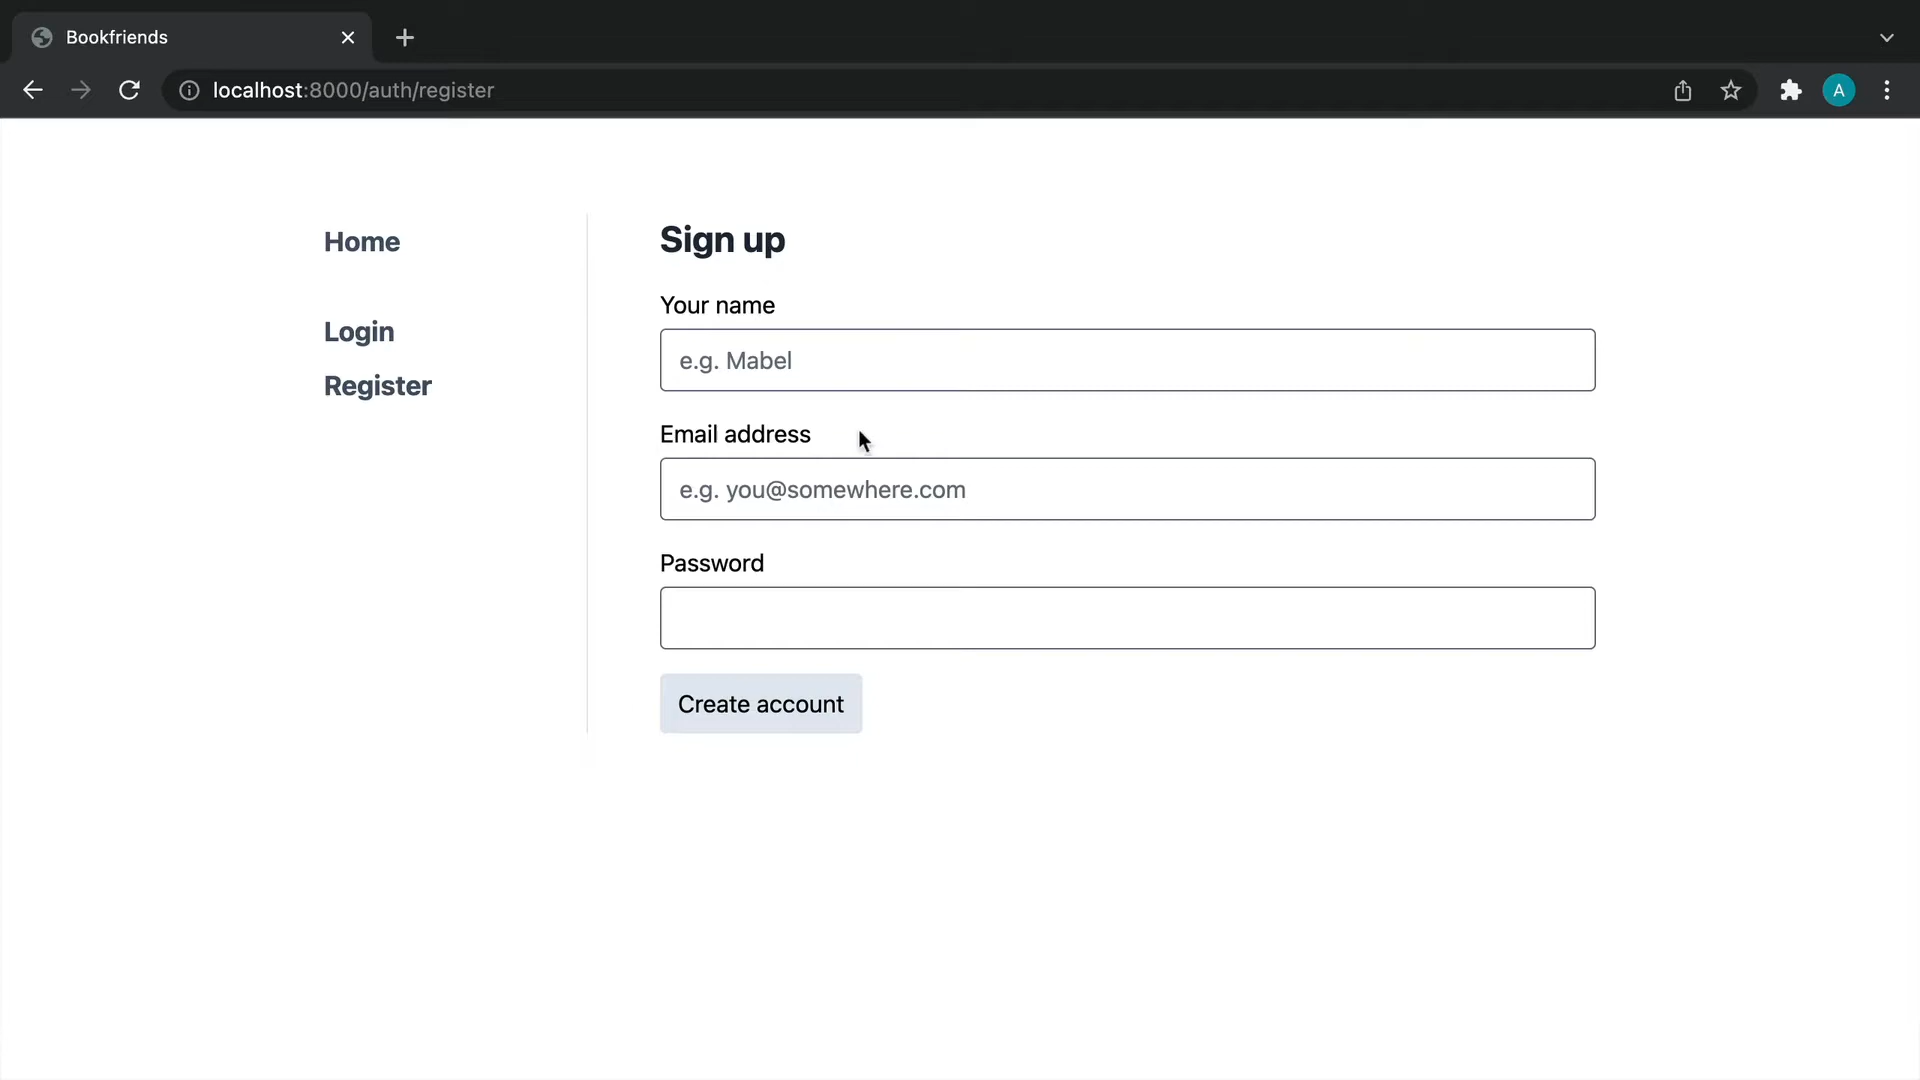 Bookfriends
localhost:8000/auth/register
A
Home
Login
Register
Sign up
Your name
e.g. Mabel
Email address
e.g. you@somewhere.com
Password
Create account